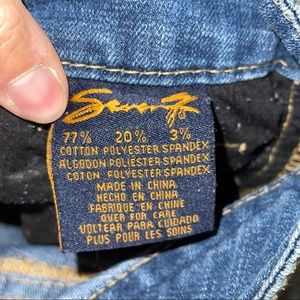 Seven7
77% 20% 3%
COTTON POLYESTER SPANDEX
ALGODON POLIESTER SPANDEX
COTON POLYESTER SPANDEX
MADE IN CHINA
HECHO EN CHINA
FABRIQUE EN CHINE
OVER FOR CARE
VOLTEAR PARA CUIDADO
PLUS POUR LES SOINS